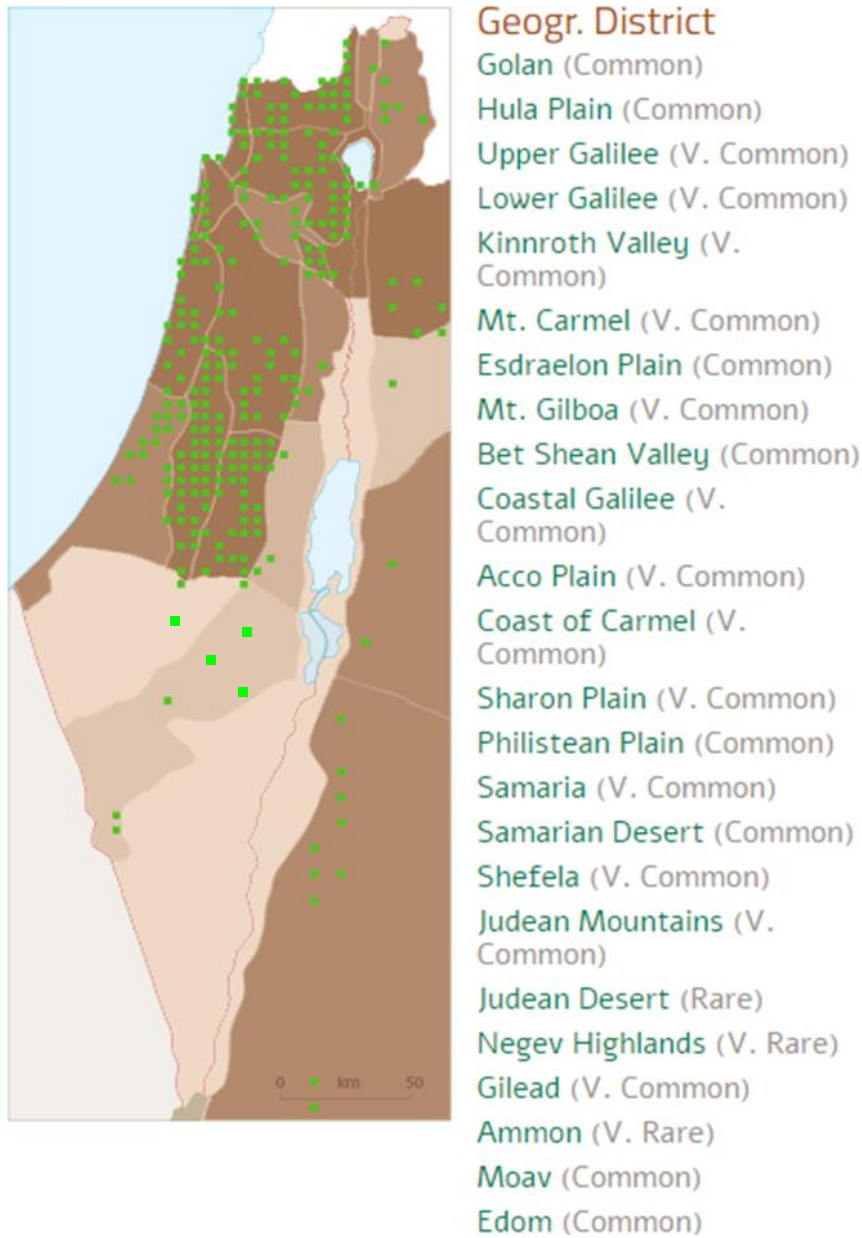 Geogr. District
Golan (Common)
Hula Plain (Common)
Upper Galilee (V. Common)
Lower Galilee (V. Common)
Kinnroth Valley (V.
Common)
Mt. Carmel (V. Common)
Esdraelon Plain (Common)
Mt. Gilboa (V. Common)
Bet Shean Valley (Common)
Coastal Galilee (V.
Common)
Acco Plain (V. Common)
Coast of Carmel (V.
Common)
Sharon Plain (V. Common)
Philistean Plain (Common)
Samaria (V. Common)
Samarian Desert (Common)
Shefela (V. Common)
Judean Mountains (V.
Common)
Judean Desert (Rare)
Negev Highlands (V. Rare)
Gilead (V. Common)
Ammon (V. Rare)
Moav (Common)
Edom (Common)
0 km 50